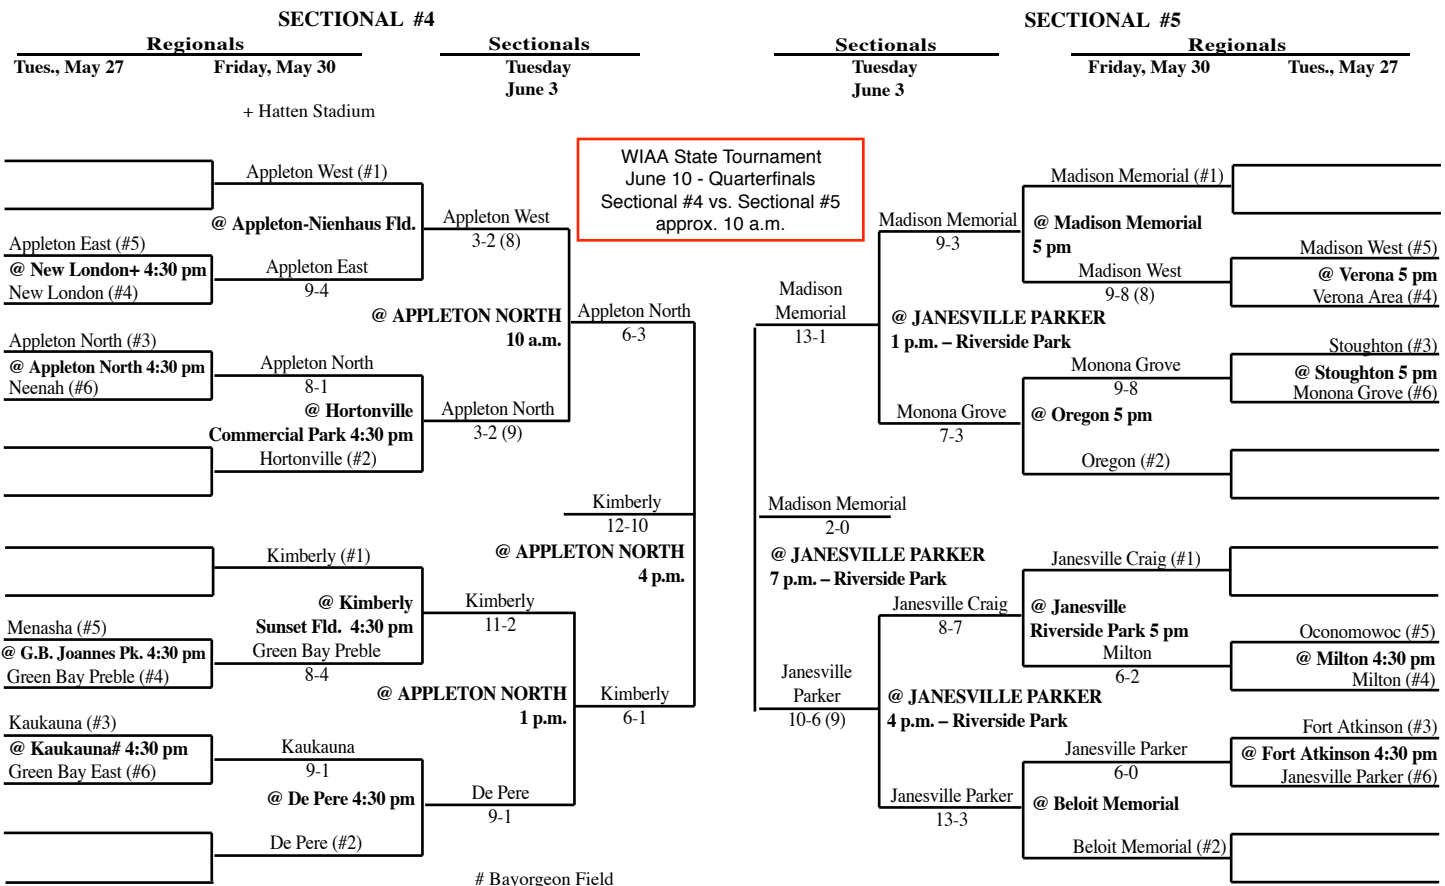 SECTIONAL #4
Regionals
Sectionals
Tues., May 27
Friday, May 30
Tuesday
June 3
+ Hatten Stadium
Appleton West (#1)
@ Appleton-Nienhaus Fld.
Appleton East (#5)
@ New London+ 4:30 pm
New London (#4)
Appleton East
9-4
Appleton West
3-2 (8)
@ APPLETON NORTH
10 a.m.
Appleton North (#3)
@ Appleton North 4:30 pm
Neenah (#6)
Appleton North
8-1
@ Hortonville
Commercial Park 4:30 pm
Hortonville (#2)
Appleton North
3-2 (9)
Appleton North
6-3
Kimberly
12-10
@ APPLETON NORTH
4 p.m.
Kimberly (#1)
@ Kimberly
Sunset Fld. 4:30 pm
Menasha (#5)
@ G.B. Joannes Pk. 4:30 pm
Green Bay Preble (#4)
Green Bay Preble
8-4
Kimberly
11-2
@ APPLETON NORTH
1 p.m.
Kimberly
6-1
Kaukauna (#3)
@ Kaukauna# 4:30 pm
Green Bay East (#6)
Kaukauna
9-1
@ De Pere 4:30 pm
De Pere (#2)
De Pere
9-1
# Bayorgeon Field
WIAA State Tournament
June 10 - Quarterfinals
Sectional #4 vs. Sectional #5
approx. 10 a.m.
SECTIONAL #5
Sectionals
Regionals
Tuesday
June 3
Friday, May 30
Tues., May 27
Madison Memorial (#1)
Madison Memorial
9-3
@ Madison Memorial
5 pm
Madison West (#5)
@ Verona 5 pm
Verona Area (#4)
Madison West
9-8 (8)
Madison
Memorial
13-1
@ JANESVILLE PARKER
1 p.m. – Riverside Park
Stoughton (#3)
@ Stoughton 5 pm
Monona Grove (#6)
Monona Grove
9-8
@ Oregon 5 pm
Monona Grove
7-3
Oregon (#2)
Madison Memorial
2-0
@ JANESVILLE PARKER
7 p.m. – Riverside Park
Janesville Craig (#1)
Janesville Craig
8-7
@ Janesville
Riverside Park 5 pm
Oconomowoc (#5)
@ Milton 4:30 pm
Milton (#4)
Milton
6-2
Janesville
Parker
10-6 (9)
@ JANESVILLE PARKER
4 p.m. – Riverside Park
Fort Atkinson (#3)
@ Fort Atkinson 4:30 pm
Janesville Parker (#6)
Janesville Parker
6-0
@ Beloit Memorial
Janesville Parker
13-3
Beloit Memorial (#2)